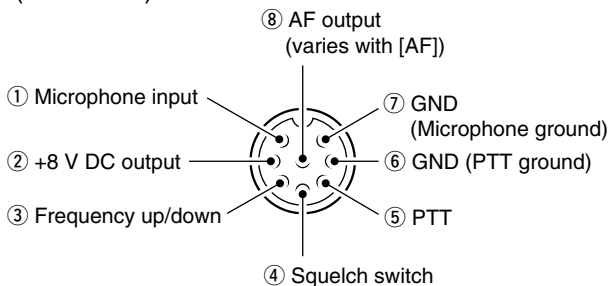 ⑧ AF output
(varies with [AF])
① Microphone input
⑦ GND
(Microphone ground)
② +8 V DC output
⑥ GND (PTT ground)
③ Frequency up/down
⑤ PTT
④ Squelch switch